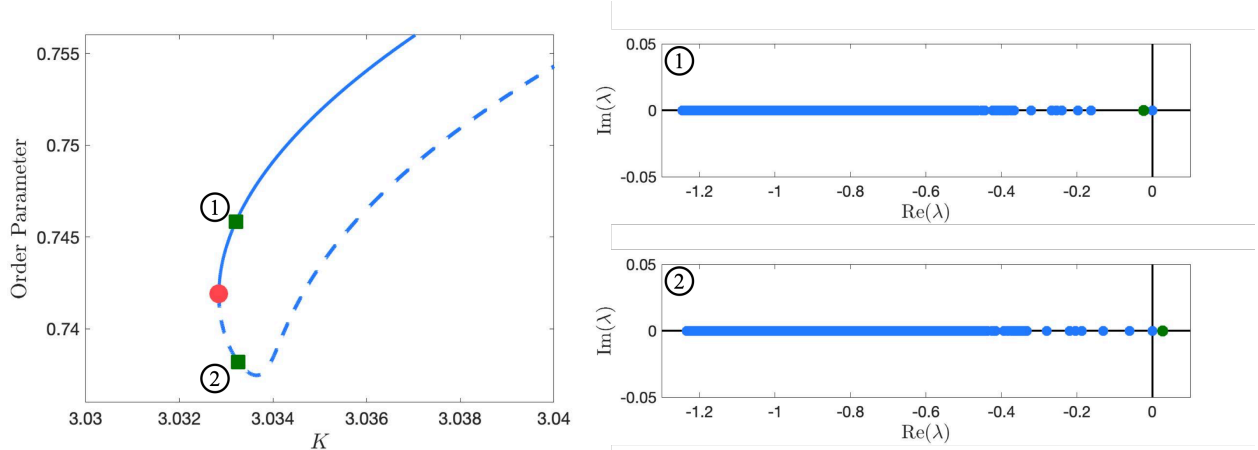 0.755
0.75
0.745
0.74
Order Parameter
①
②
3.03 3.032 3.034 3.036 3.038 3.04
K
①
0.05
0
-0.05
Im(λ)
-1.2 -1 -0.8 -0.6 -0.4 -0.2 0
Re(λ)
②
0.05
0
-0.05
Im(λ)
-1.2 -1 -0.8 -0.6 -0.4 -0.2 0
Re(λ)